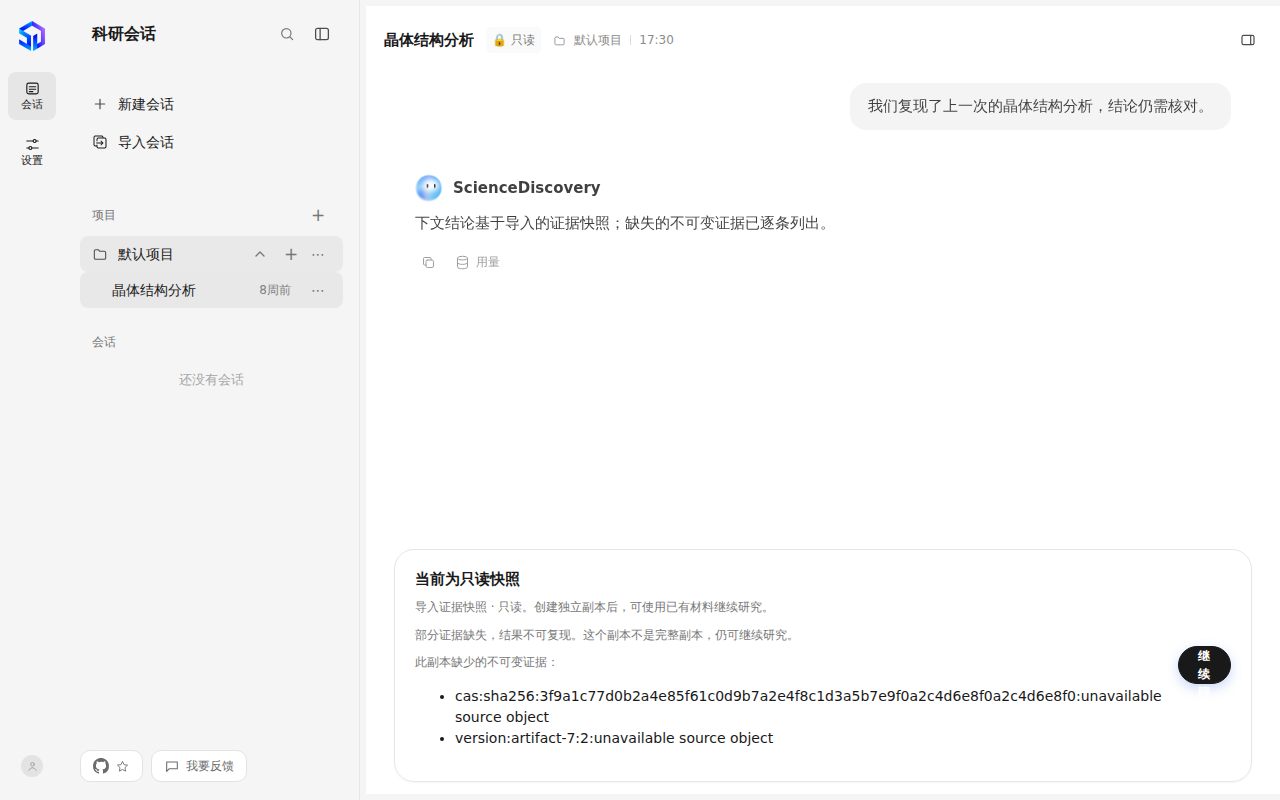 科研会话
会话
设置
新建会话
导入会话
项目
默认项目
晶体结构分析 8周前
会话
还没有会话
我要反馈
晶体结构分析 只读 默认项目 17:30
我们复现了上一次的晶体结构分析，结论仍需核对。
ScienceDiscovery
下文结论基于导入的证据快照；缺失的不可变证据已逐条列出。
用量
当前为只读快照
导入证据快照 · 只读。创建独立副本后，可使用已有材料继续研究。
部分证据缺失，结果不可复现。这个副本不是完整副本，仍可继续研究。
此副本缺少的不可变证据：
• cas:sha256:3f9a1c77d0b2a4e85f61c0d9b7a2e4f8c1d3a5b7e9f0a2c4d6e8f0a2c4d6e8f0:unavailable
source object
• version:artifact-7:2:unavailable source object
继
续